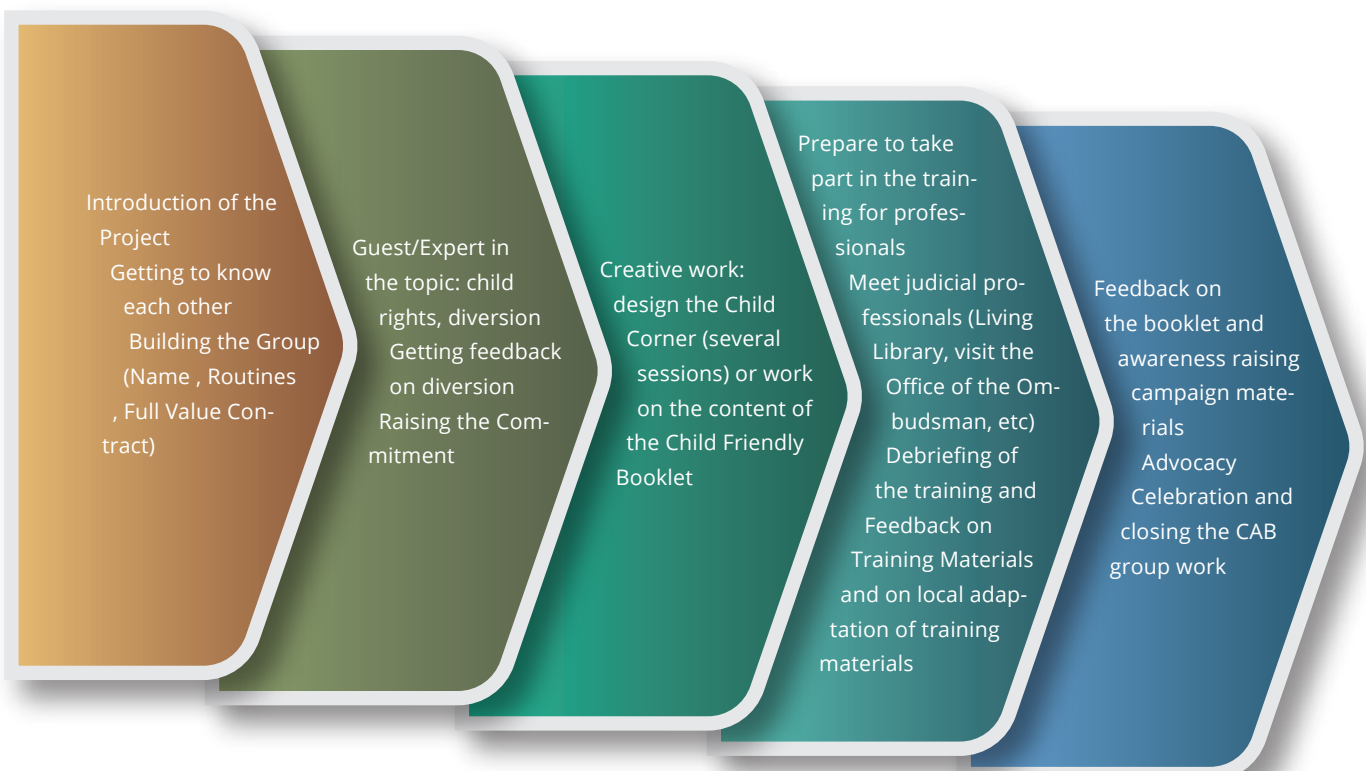 Introduction of the
Project
Getting to know
each other
Building the Group
(Name , Routines
, Full Value Con-
tract)
Guest/Expert in
the topic: child
rights, diversion
Getting feedback
on diversion
Raising the Com-
mitment
Creative work:
design the Child
Corner (several
sessions) or work
on the content of
the Child Friendly
Booklet
Prepare to take
part in the train-
ing for profes-
sionals
Meet judicial pro-
fessionals (Living
Library, visit the
Office of the Om-
budsman, etc)
Debriefing of
the training and
Feedback on
Training Materials
and on local adap-
tation of training
materials
Feedback on
the booklet and
awareness raising
campaign mate-
rials
Advocacy
Celebration and
closing the CAB
group work